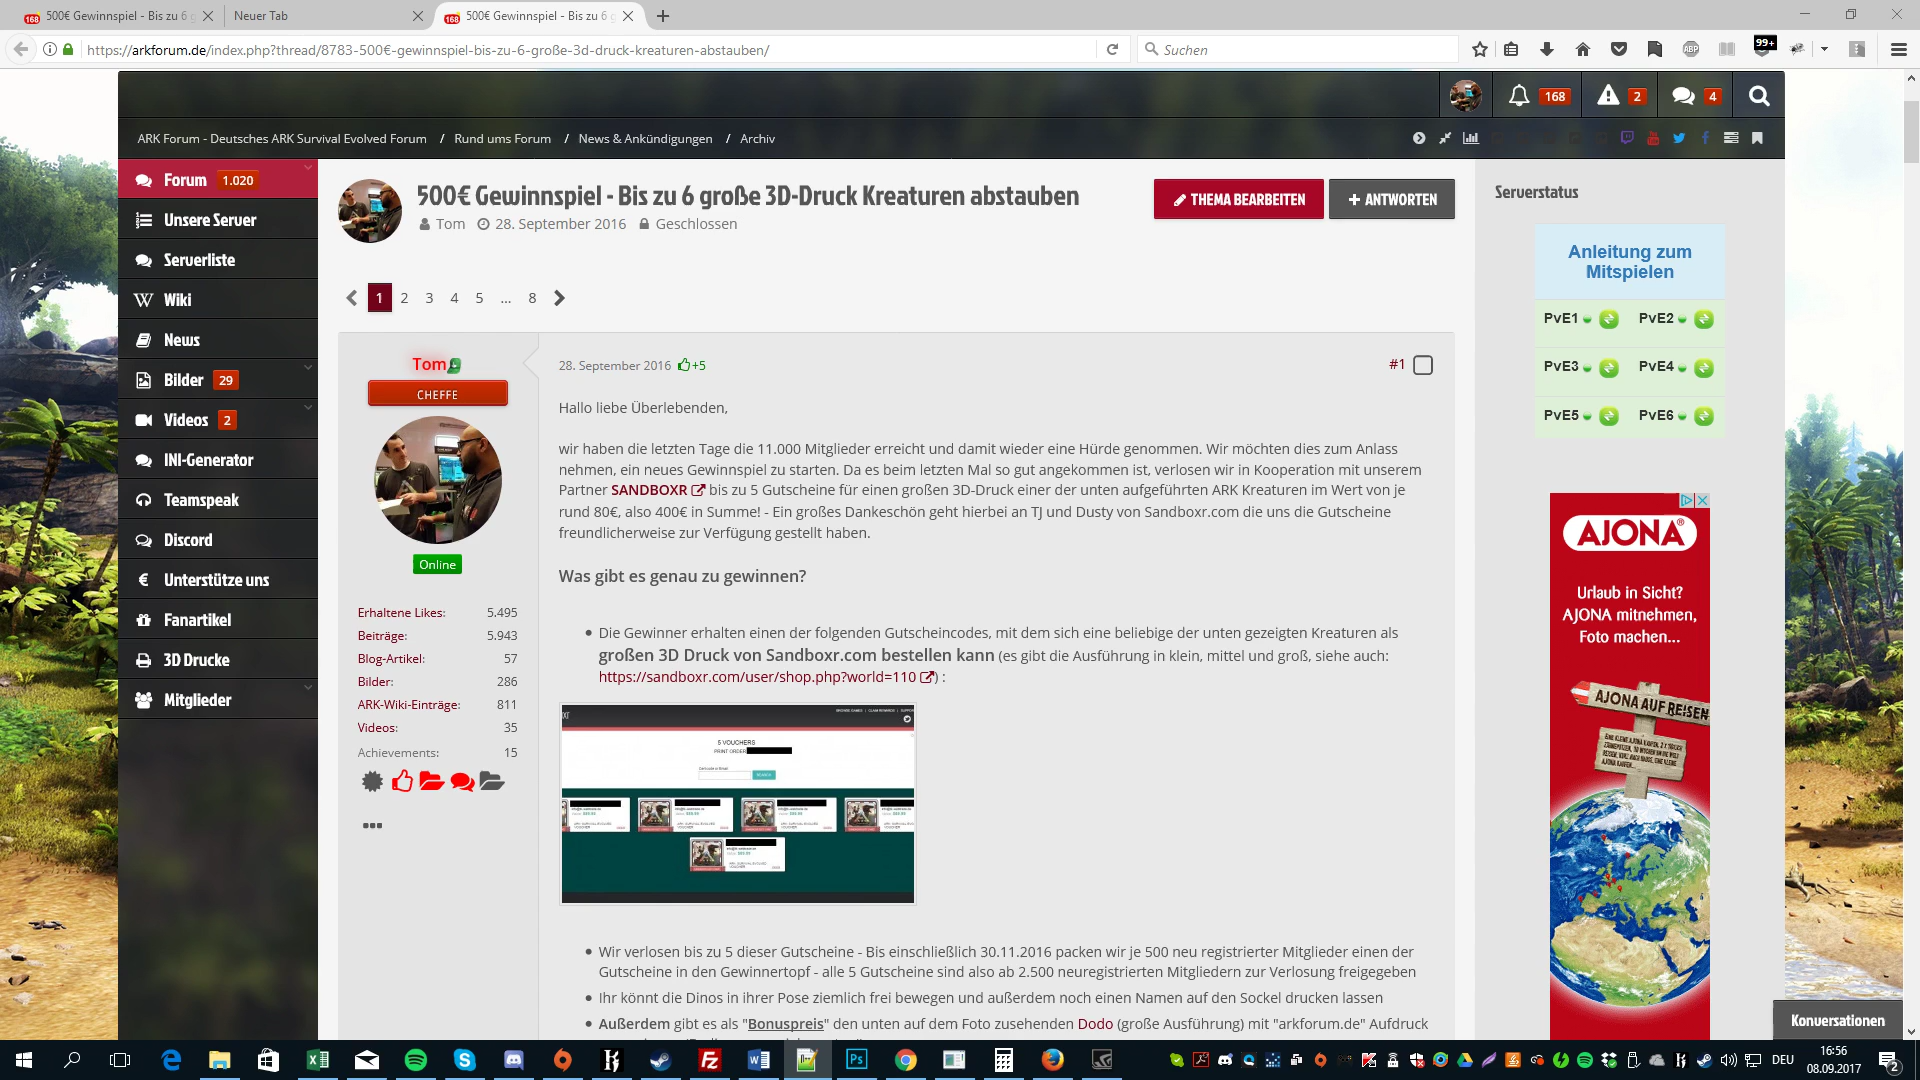 500€ Gewinnspiel - Bis zu 6 g
Neuer Tab
500€ Gewinnspiel - Bis zu 6 g
https://arkforum.de/index.php?thread/8783-500€-gewinnspiel-bis-zu-6-große-3d-druck-kreaturen-abstauben/
Suchen
99+
168
2
4
ARK Forum - Deutsches ARK Survival Evolved Forum / Rund ums Forum / News & Ankündigungen / Archiv
Forum 1.020
Unsere Server
Serverliste
Wiki
News
Bilder 29
Videos 2
INI-Generator
Teamspeak
Discord
Unterstütze uns
Fanartikel
3D Drucke
Mitglieder
500€ Gewinnspiel - Bis zu 6 große 3D-Druck Kreaturen abstauben
Tom 28. September 2016 Geschlossen
THEMA BEARBEITEN
ANTWORTEN
1 2 3 4 5 ... 8
Tom
CHEFFE
Online
Erhaltene Likes: 5.495
Beiträge: 5.943
Blog-Artikel: 57
Bilder: 286
ARK-Wiki-Einträge: 811
Videos: 35
Achievements: 15
28. September 2016 +5
#1
Hallo liebe Überlebenden,
wir haben die letzten Tage die 11.000 Mitglieder erreicht und damit wieder eine Hürde genommen. Wir möchten dies zum Anlass
nehmen, ein neues Gewinnspiel zu starten. Da es beim letzten Mal so gut angekommen ist, verlosen wir in Kooperation mit unserem
Partner SANDBOXR bis zu 5 Gutscheine für einen großen 3D-Druck einer der unten aufgeführten ARK Kreaturen im Wert von je
rund 80€, also 400€ in Summe! - Ein großes Dankeschön geht hierbei an TJ und Dusty von Sandboxr.com die uns die Gutscheine
freundlicherweise zur Verfügung gestellt haben.
Was gibt es genau zu gewinnen?
Die Gewinner erhalten einen der folgenden Gutscheincodes, mit dem sich eine beliebige der unten gezeigten Kreaturen als
großen 3D Druck von Sandboxr.com bestellen kann (es gibt die Ausführung in klein, mittel und groß, siehe auch:
https://sandboxr.com/user/shop.php?world=110 ) :
5 VOUCHERS
PRINT ORDER
Wir verlosen bis zu 5 dieser Gutscheine - Bis einschließlich 30.11.2016 packen wir je 500 neu registrierter Mitglieder einen der
Gutscheine in den Gewinnertopf - alle 5 Gutscheine sind also ab 2.500 neuregistrierten Mitgliedern zur Verlosung freigegeben
Ihr könnt die Dinos in ihrer Pose ziemlich frei bewegen und außerdem noch einen Namen auf den Sockel drucken lassen
Außerdem gibt es als "Bonuspreis" den unten auf dem Foto zusehenden Dodo (große Ausführung) mit "arkforum.de" Aufdruck
Serverstatus
Anleitung zum
Mitspielen
PvE1 PvE2
PvE3 PvE4
PvE5 PvE6
AJONA®
Urlaub in Sicht?
AJONA mitnehmen,
Foto machen...
AJONA AUF REISEN
Konversationen
DEU
16:56
08.09.2017
2